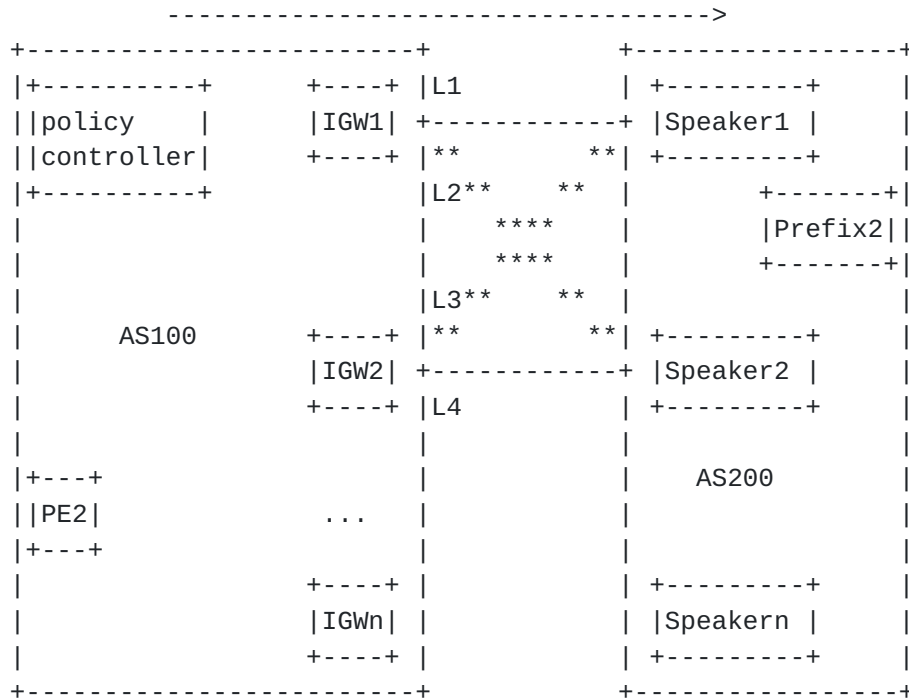 ----------------------------------->
+-------------------------+            +-----------------+
|+----------+      +----+ |L1          | +---------+     |
||policy    |      |IGW1| +------------+ |Speaker1 |     |
||controller|      +----+ |**        **| +---------+     |
|+----------+             |L2**    **  |         +-------+|
|                         |    ****    |         |Prefix2||
|                         |    ****    |         +-------+|
|                         |L3**    **  |                 |
|      AS100       +----+ |**        **| +---------+     |
|                  |IGW2| +------------+ |Speaker2 |     |
|                  +----+ |L4          | +---------+     |
|                         |            |                 |
|+---+                    |            |    AS200        |
||PE2|              ...   |            |                 |
|+---+                    |            |                 |
|                  +----+ |            | +---------+     |
|                  |IGWn| |            | |Speakern |     |
|                  +----+ |            | +---------+     |
+-------------------------+            +-----------------+